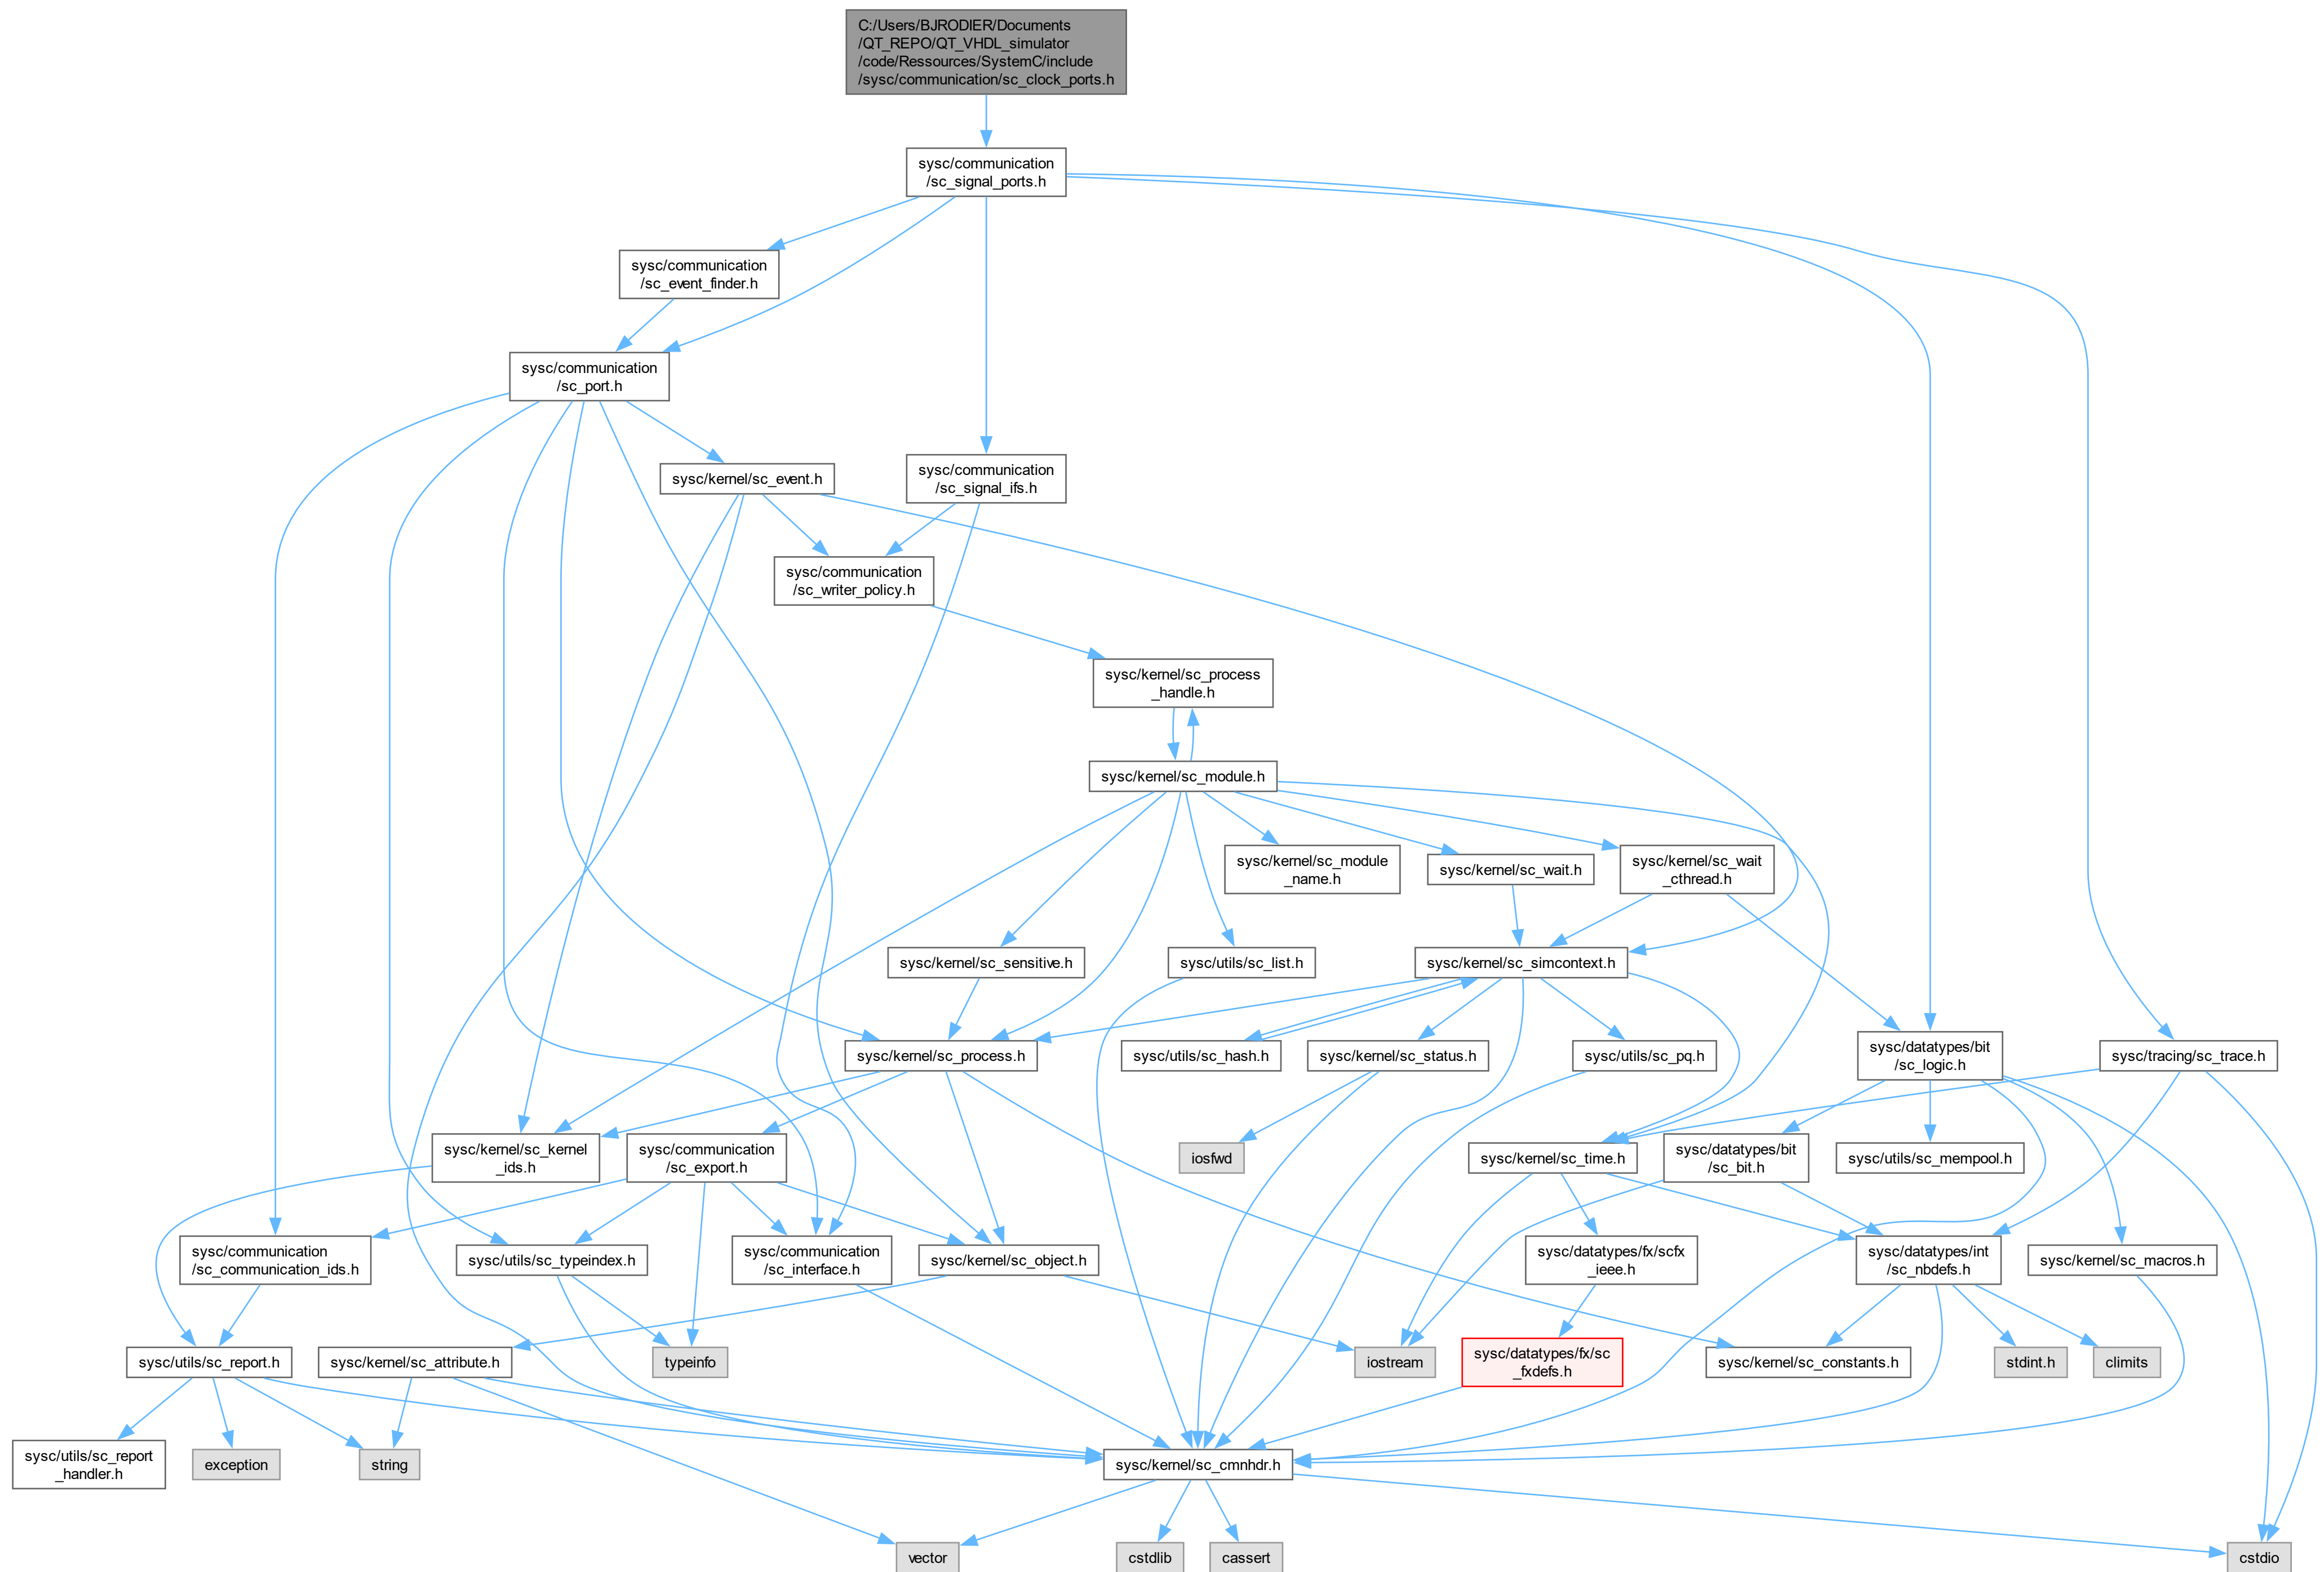 C:/Users/BJRODIER/Documents
/QT_REPO/QT_VHDL_simulator
/code/Ressources/SystemC/include
/sysc/communication/sc_clock_ports.h
sysc/communication
/sc_signal_ports.h
sysc/communication
/sc_event_finder.h
sysc/communication
/sc_port.h
sysc/kernel/sc_event.h
sysc/communication
/sc_signal_ifs.h
sysc/communication
/sc_writer_policy.h
sysc/kernel/sc_process
_handle.h
sysc/kernel/sc_module.h
sysc/kernel/sc_module
_name.h
sysc/kernel/sc_wait.h
sysc/kernel/sc_wait
_cthread.h
sysc/kernel/sc_sensitive.h
sysc/utils/sc_list.h
sysc/kernel/sc_simcontext.h
sysc/kernel/sc_process.h
sysc/utils/sc_hash.h
sysc/kernel/sc_status.h
sysc/utils/sc_pq.h
sysc/datatypes/bit
/sc_logic.h
sysc/tracing/sc_trace.h
sysc/kernel/sc_kernel
_ids.h
sysc/communication
/sc_export.h
iosfwd
sysc/kernel/sc_time.h
sysc/datatypes/bit
/sc_bit.h
sysc/utils/sc_mempool.h
sysc/communication
/sc_communication_ids.h
sysc/utils/sc_typeindex.h
sysc/communication
/sc_interface.h
sysc/kernel/sc_object.h
sysc/datatypes/fx/scfx
_ieee.h
sysc/datatypes/int
/sc_nbdefs.h
sysc/kernel/sc_macros.h
sysc/utils/sc_report.h
sysc/kernel/sc_attribute.h
typeinfo
iostream
sysc/datatypes/fx/sc
_fxdefs.h
sysc/kernel/sc_constants.h
stdint.h
climits
sysc/utils/sc_report
_handler.h
exception
string
sysc/kernel/sc_cmnhdr.h
vector
cstdlib
cassert
cstdio